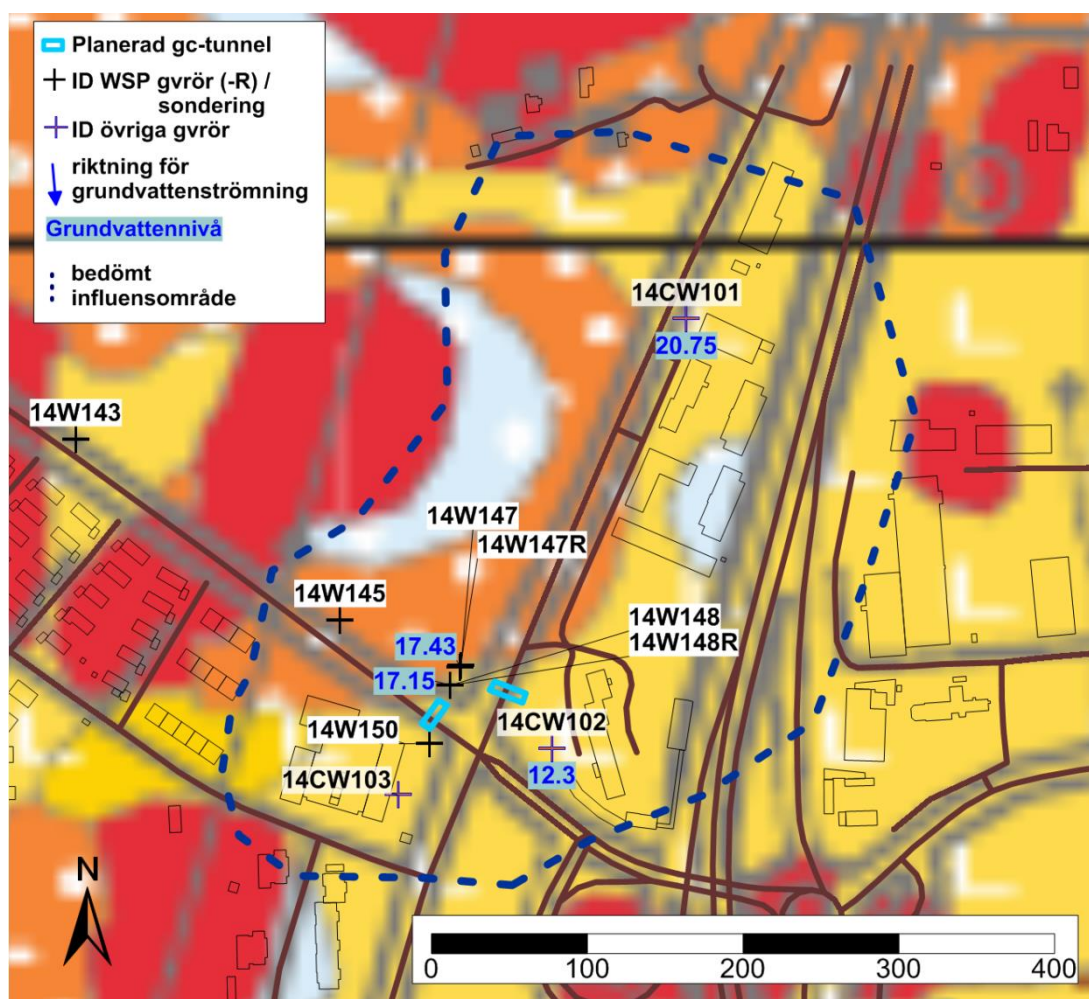 Planerad gc-tunnel
ID WSP gvrör (-R) /
sondering
ID övriga gvrör
riktning för
grundvattenströmning
Grundvattennivå
bedömt
influensområde
14CW101
20.75
14W143
14W147
14W147R
14W145
14W148
14W148R
17.43
17.15
14W150
14CW102
12.3
14CW103
N
0 100 200 300 400